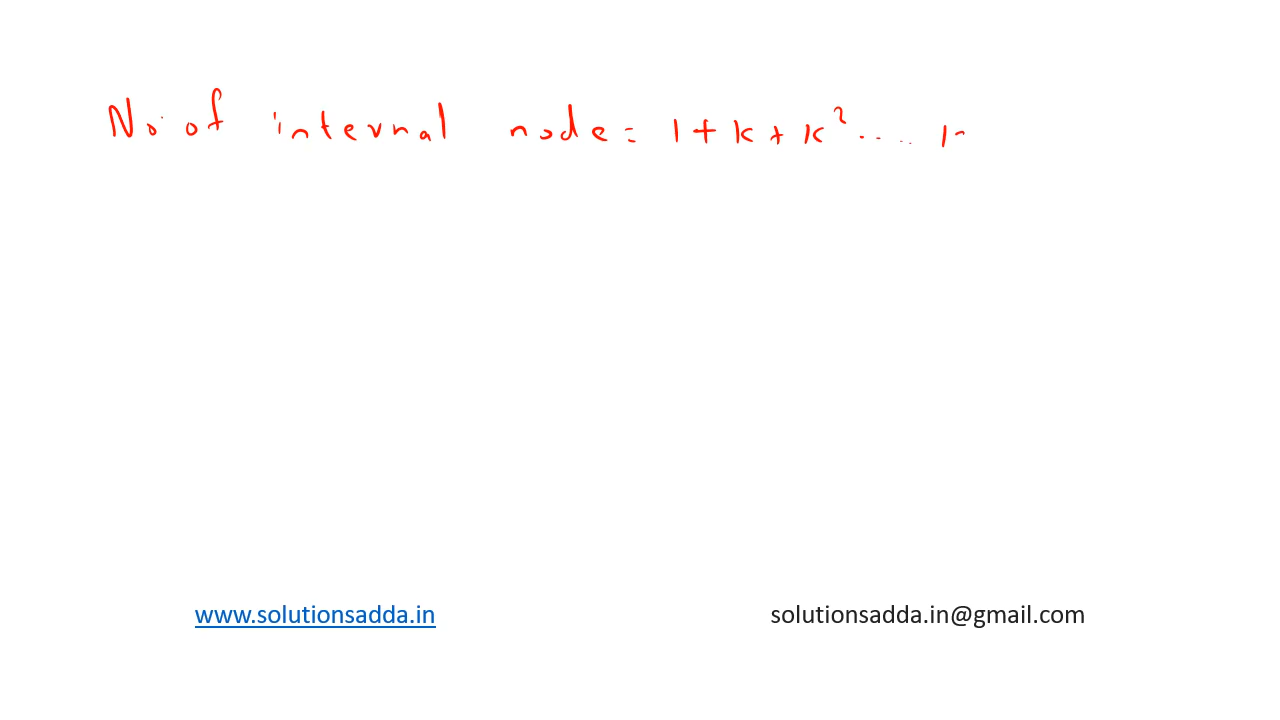 No. of internal node = 1 + k + k² ....
www.solutionsadda.in
solutionsadda.in@gmail.com